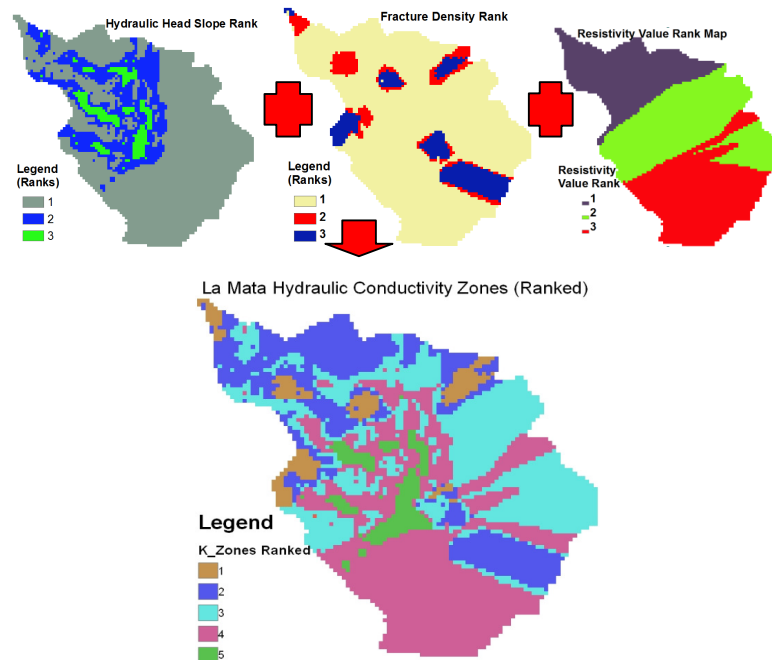 Hydraulic Head Slope Rank
Fracture Density Rank
Resistivity Value Rank Map
Legend
(Ranks)
1
2
3
Legend
(Ranks)
1
2
3
Resistivity
Value Rank
1
2
3
La Mata Hydraulic Conductivity Zones (Ranked)
Legend
K_Zones Ranked
1
2
3
4
5